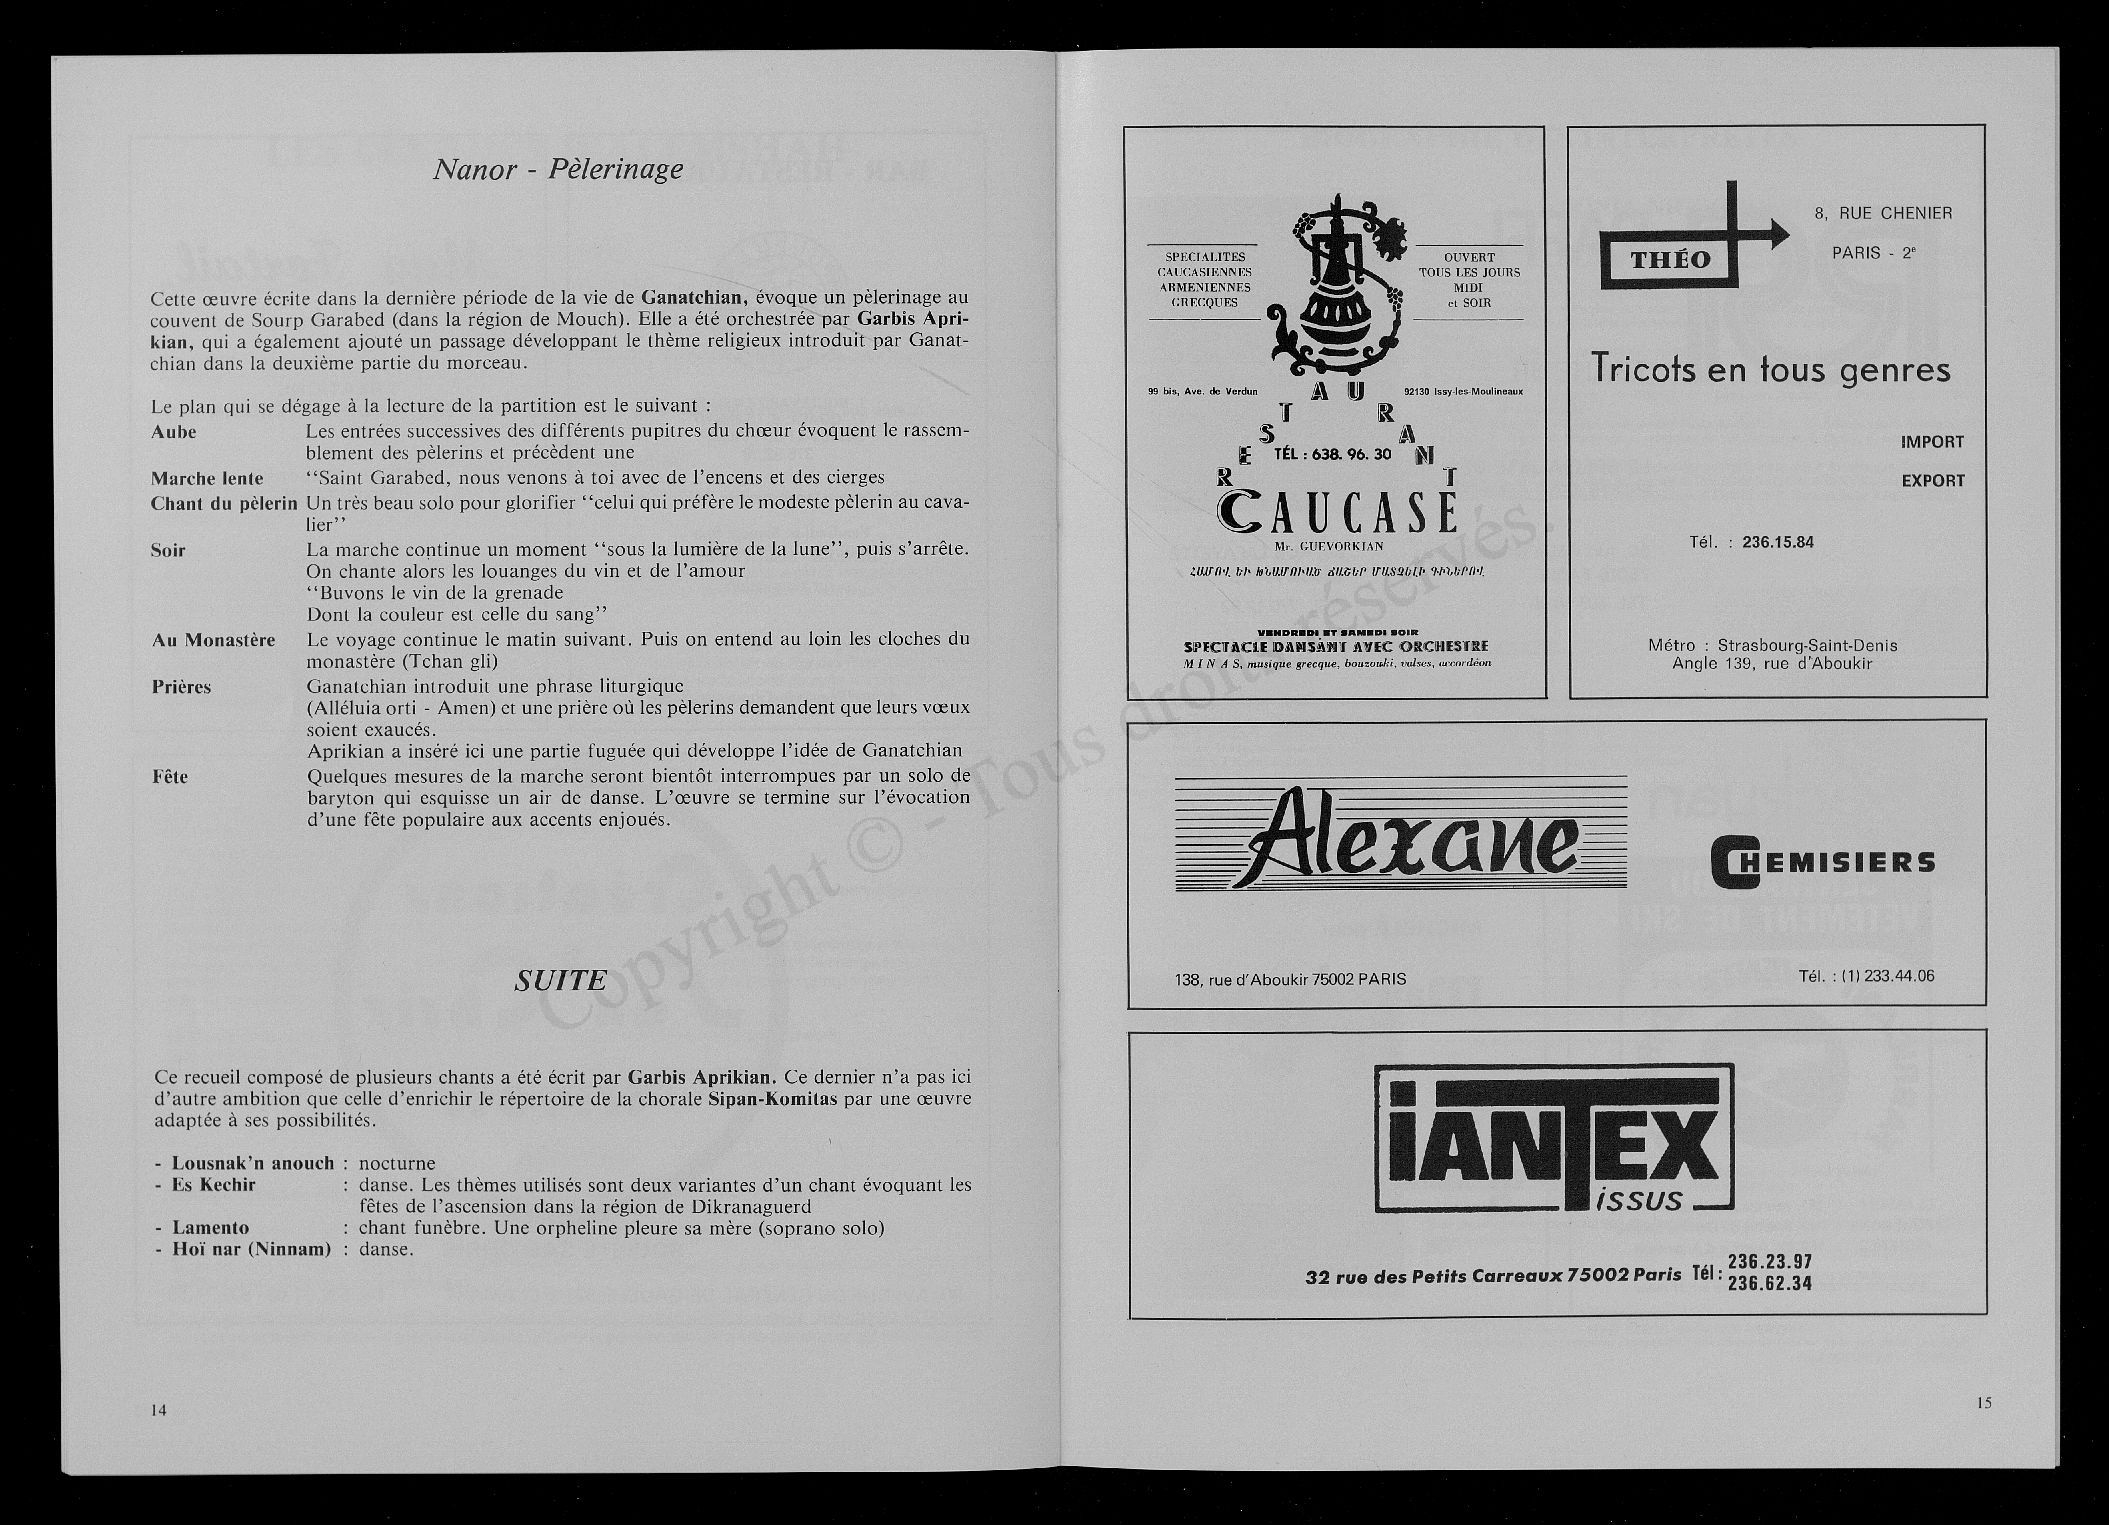 Nanor - Pèlerinage
Cette œuvre écrite dans la dernière période de la vie de Ganatchian, évoque un pèlerinage au
couvent de Sourp Garabed (dans la région de Mouch). Elle a été orchestrée par Garbis Apri-
kian, qui a également ajouté un passage développant le thème religieux introduit par Ganat-
chian dans la deuxième partie du morceau.
Le plan qui se dégage à la lecture de la partition est le suivant :
Aube Les entrées successives des différents pupitres du chœur évoquent le rassem-
blement des pèlerins et précèdent une
Marche lente ‘‘Saint Garabed, nous venons à toi avec de l’encens et des cierges
Chant du pèlerin Un très beau solo pour glorifier ‘‘celui qui préfère le modeste pèlerin au cava-
lier’’
Soir La marche continue un moment ‘‘sous la lumière de la lune’’, puis s’arrête.
On chante alors les louanges du vin et de l’amour
‘‘Buvons le vin de la grenade
Dont la couleur est celle du sang’’
Au Monastère Le voyage continue le matin suivant. Puis on entend au loin les cloches du
monastère (Tchan gli)
Prières Ganatchian introduit une phrase liturgique
(Alléluia orti - Amen) et une prière où les pèlerins demandent que leurs vœux
soient exaucés.
Aprikian a inséré ici une partie fuguée qui développe l’idée de Ganatchian
Fête Quelques mesures de la marche seront bientôt interrompues par un solo de
baryton qui esquisse un air de danse. L’œuvre se termine sur l’évocation
d’une fête populaire aux accents enjoués.
SUITE
Ce recueil composé de plusieurs chants a été écrit par Garbis Aprikian. Ce dernier n’a pas ici
d’autre ambition que celle d’enrichir le répertoire de la chorale Sipan-Komitas par une œuvre
adaptée à ses possibilités.
- Lousnak’n anouch : nocturne
- Es Kechir : danse. Les thèmes utilisés sont deux variantes d’un chant évoquant les
fêtes de l’ascension dans la région de Dikranaguerd
- Lamento : chant funèbre. Une orpheline pleure sa mère (soprano solo)
- Hoï nar (Ninnam) : danse.
14
SPECIALITES
CAUCASIENNES
ARMENIENNES
GRECQUES
OUVERT
TOUS LES JOURS
MIDI
et SOIR
99 bis, Ave. de Verdun
92130 Issy-les-Moulineaux
RESTAURANT
TÉL : 638. 96. 30
CAUCASE
Mr. GUEVORKIAN
ՀԱՄՈՎ ԵՒ ԽՆԱՄՈՒԱԾ ՃԱՇԵՐ ՄԱՏՉԵԼԻ ԳԻՆԵՐՈՎ
VENDREDI ET SAMEDI SOIR
SPECTACLE DANSANT AVEC ORCHESTRE
MINAS, musique grecque, bouzouki, valses, accordéon
THÉO
8, RUE CHENIER
PARIS - 2e
Tricots en tous genres
IMPORT
EXPORT
Tél. : 236.15.84
Métro : Strasbourg-Saint-Denis
Angle 139, rue d’Aboukir
Alexane
CHEMISIERS
138, rue d’Aboukir 75002 PARIS
Tél. : (1) 233.44.06
iANTEX
issus
32 rue des Petits Carreaux 75002 Paris Tél : 236.23.97
236.62.34
15
Copyright © - Tous droits réservés.